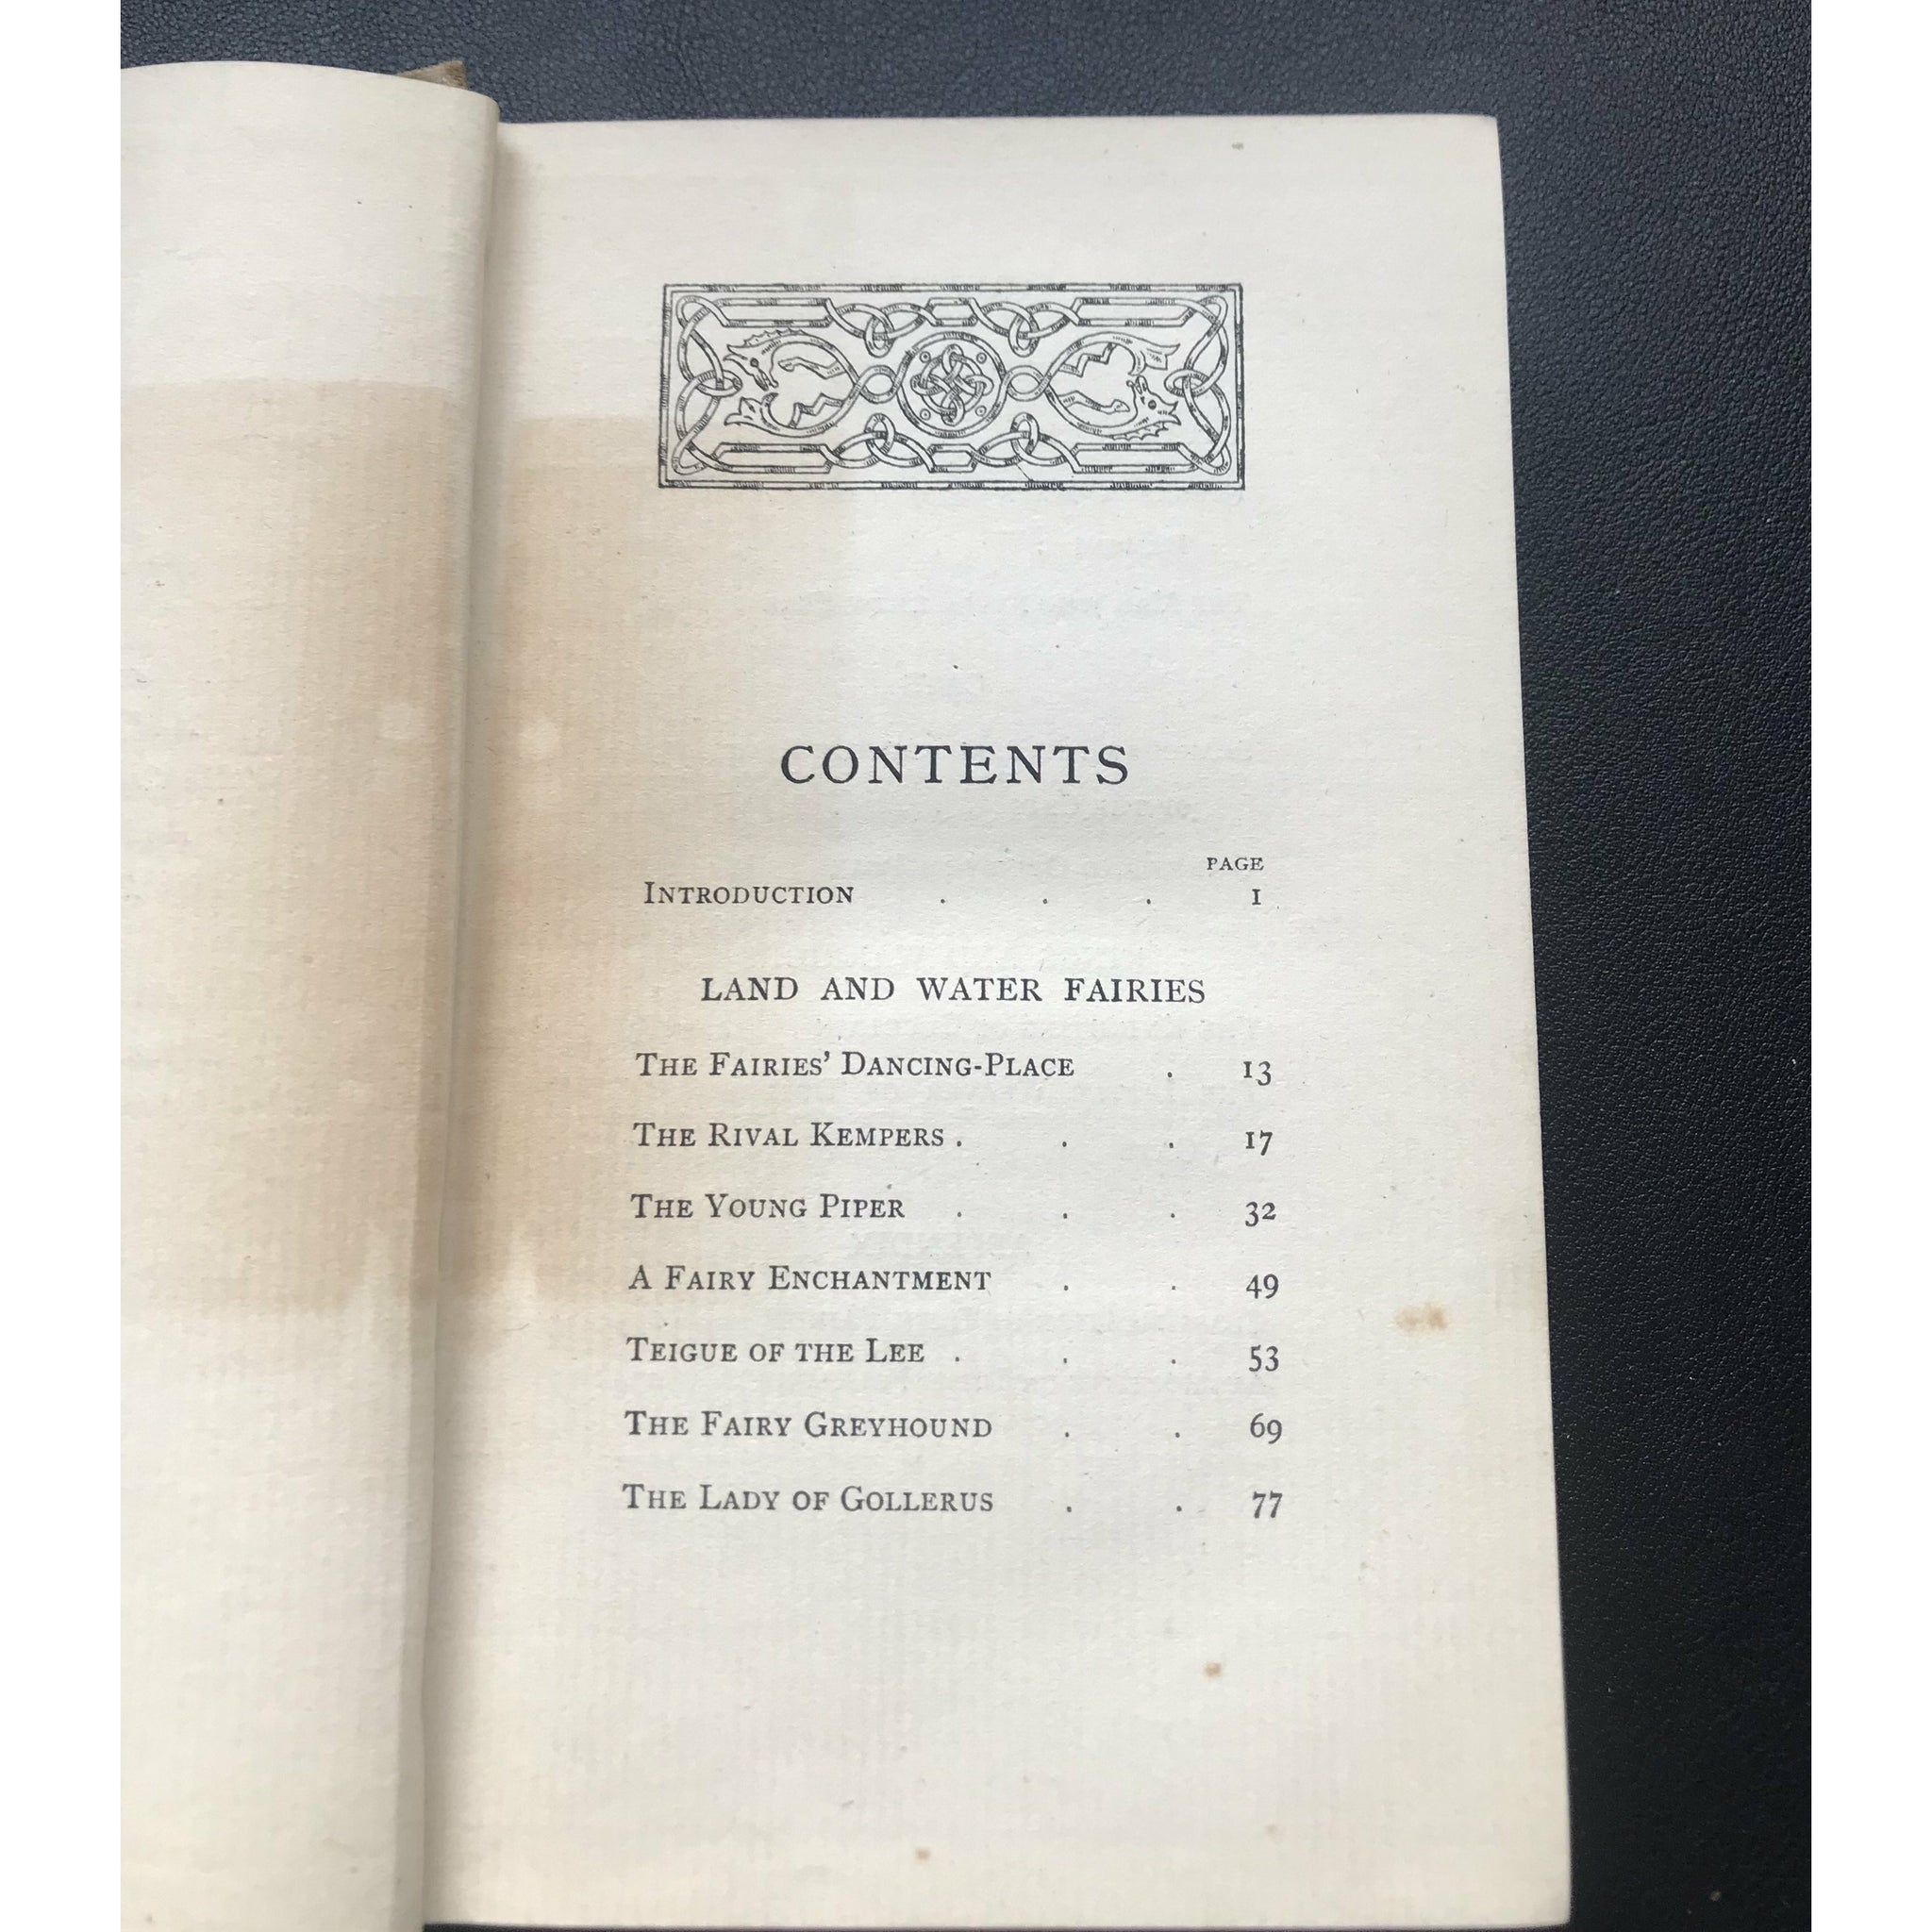 CONTENTS
PAGE
INTRODUCTION . . . 1
LAND AND WATER FAIRIES
THE FAIRIES' DANCING-PLACE . 13
THE RIVAL KEMPERS . . . 17
THE YOUNG PIPER . . . 32
A FAIRY ENCHANTMENT . . 49
TEIGUE OF THE LEE . . . 53
THE FAIRY GREYHOUND . . 69
THE LADY OF GOLLERUS . . 77